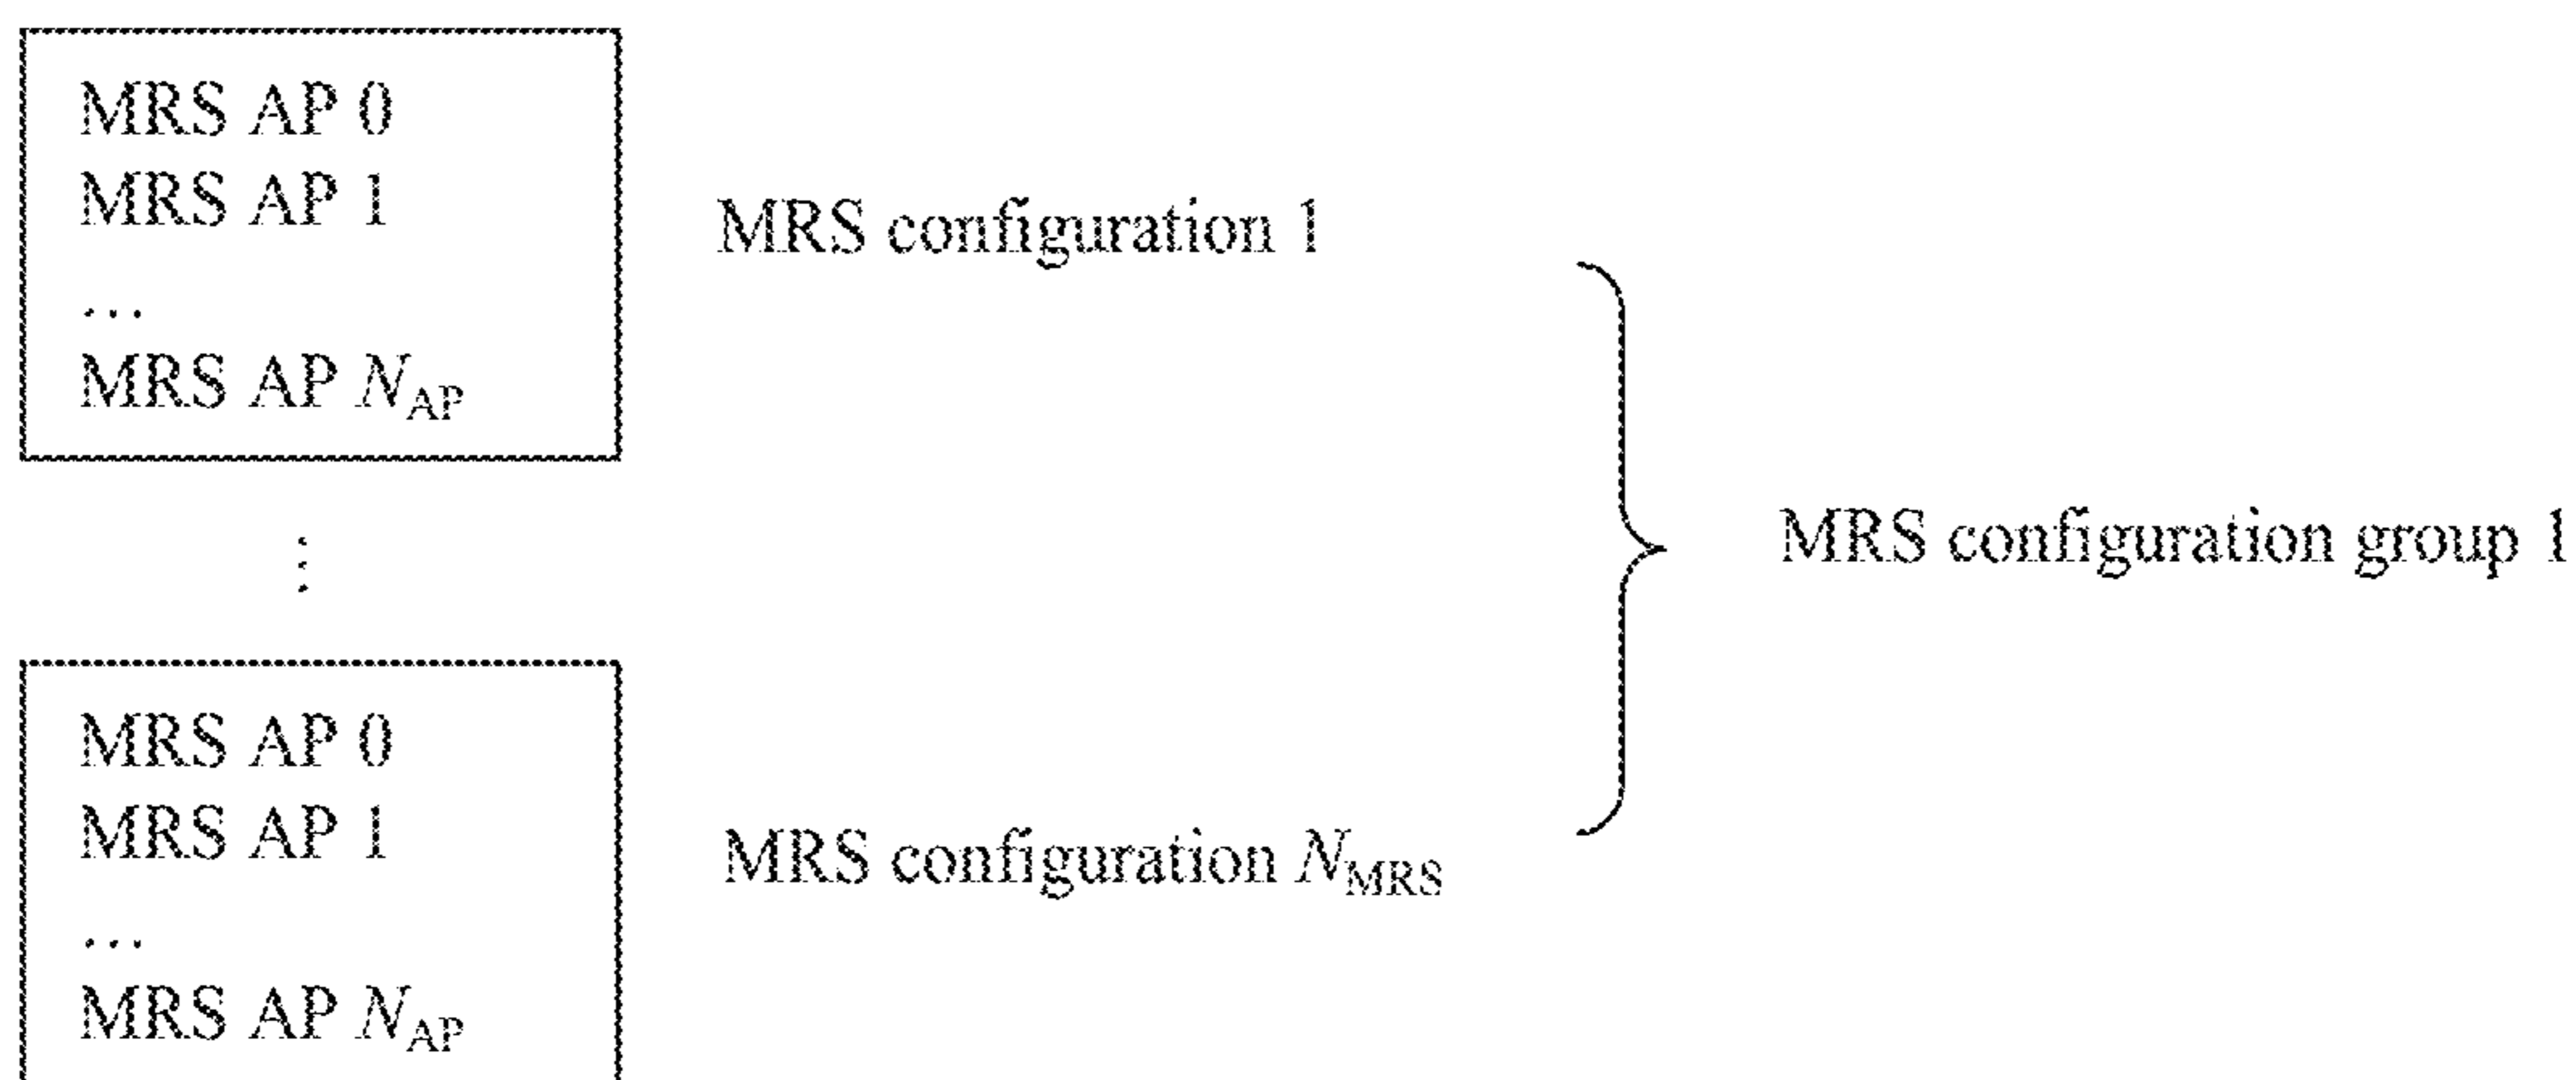 MRS AP 0
MRS AP 1
...
MRS AP N_AP
MRS configuration 1
⋮
MRS configuration group 1
MRS AP 0
MRS AP 1
...
MRS AP N_AP
MRS configuration N_MRS